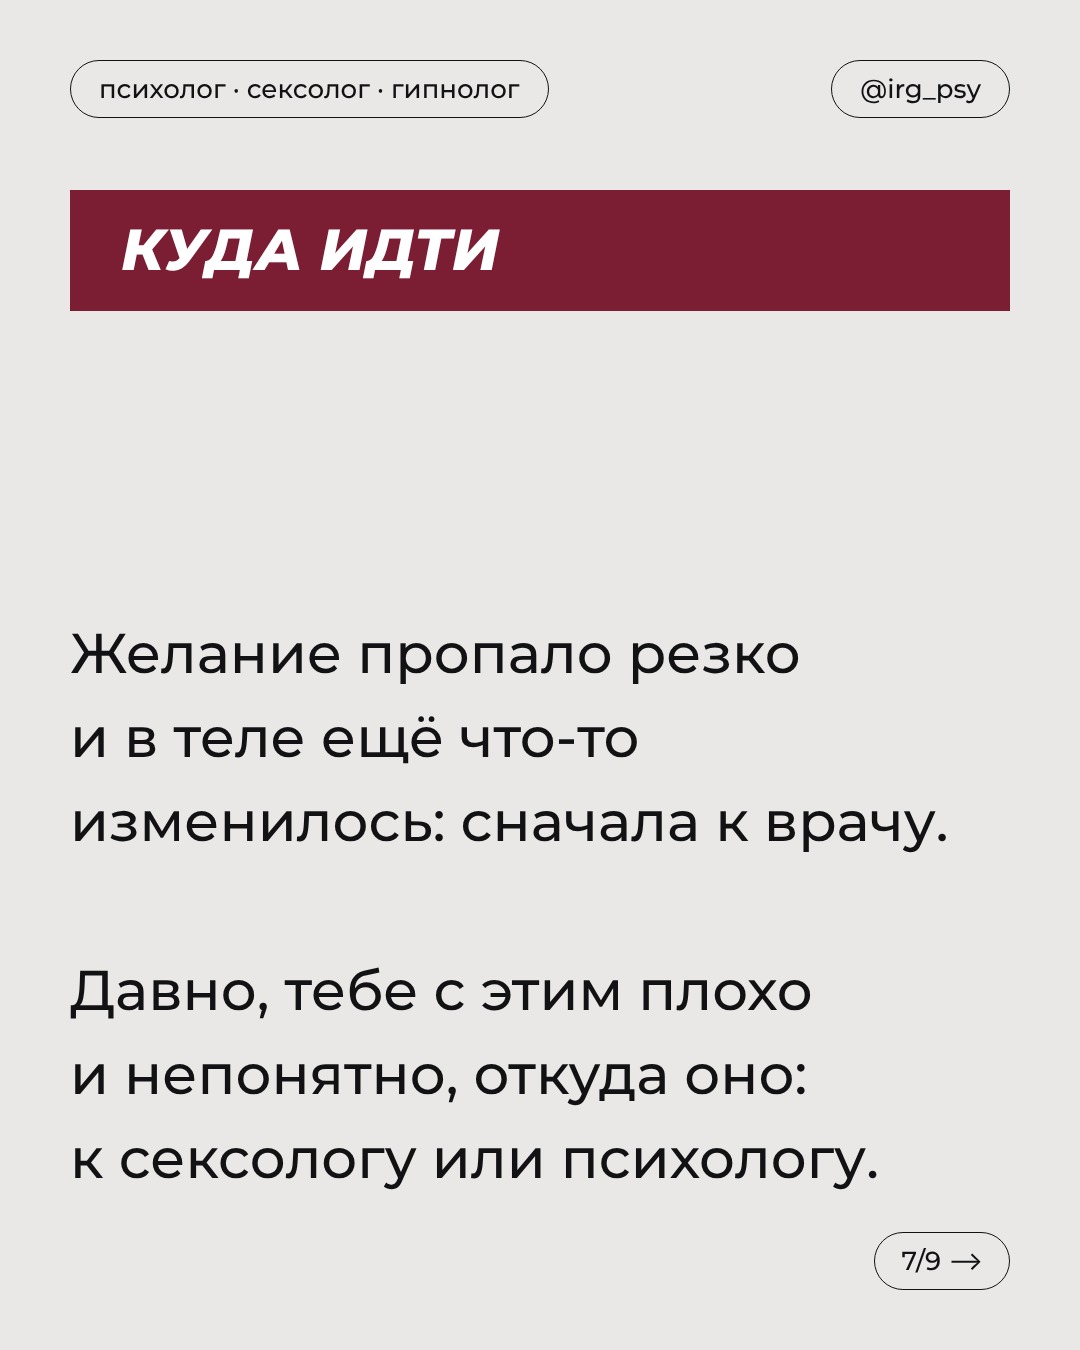 психолог · сексолог · гипнолог
@irg_psy
КУДА ИДТИ
Желание пропало резко
и в теле ещё что-то
изменилось: сначала к врачу.
Давно, тебе с этим плохо
и непонятно, откуда оно:
к сексологу или психологу.
7/9 →